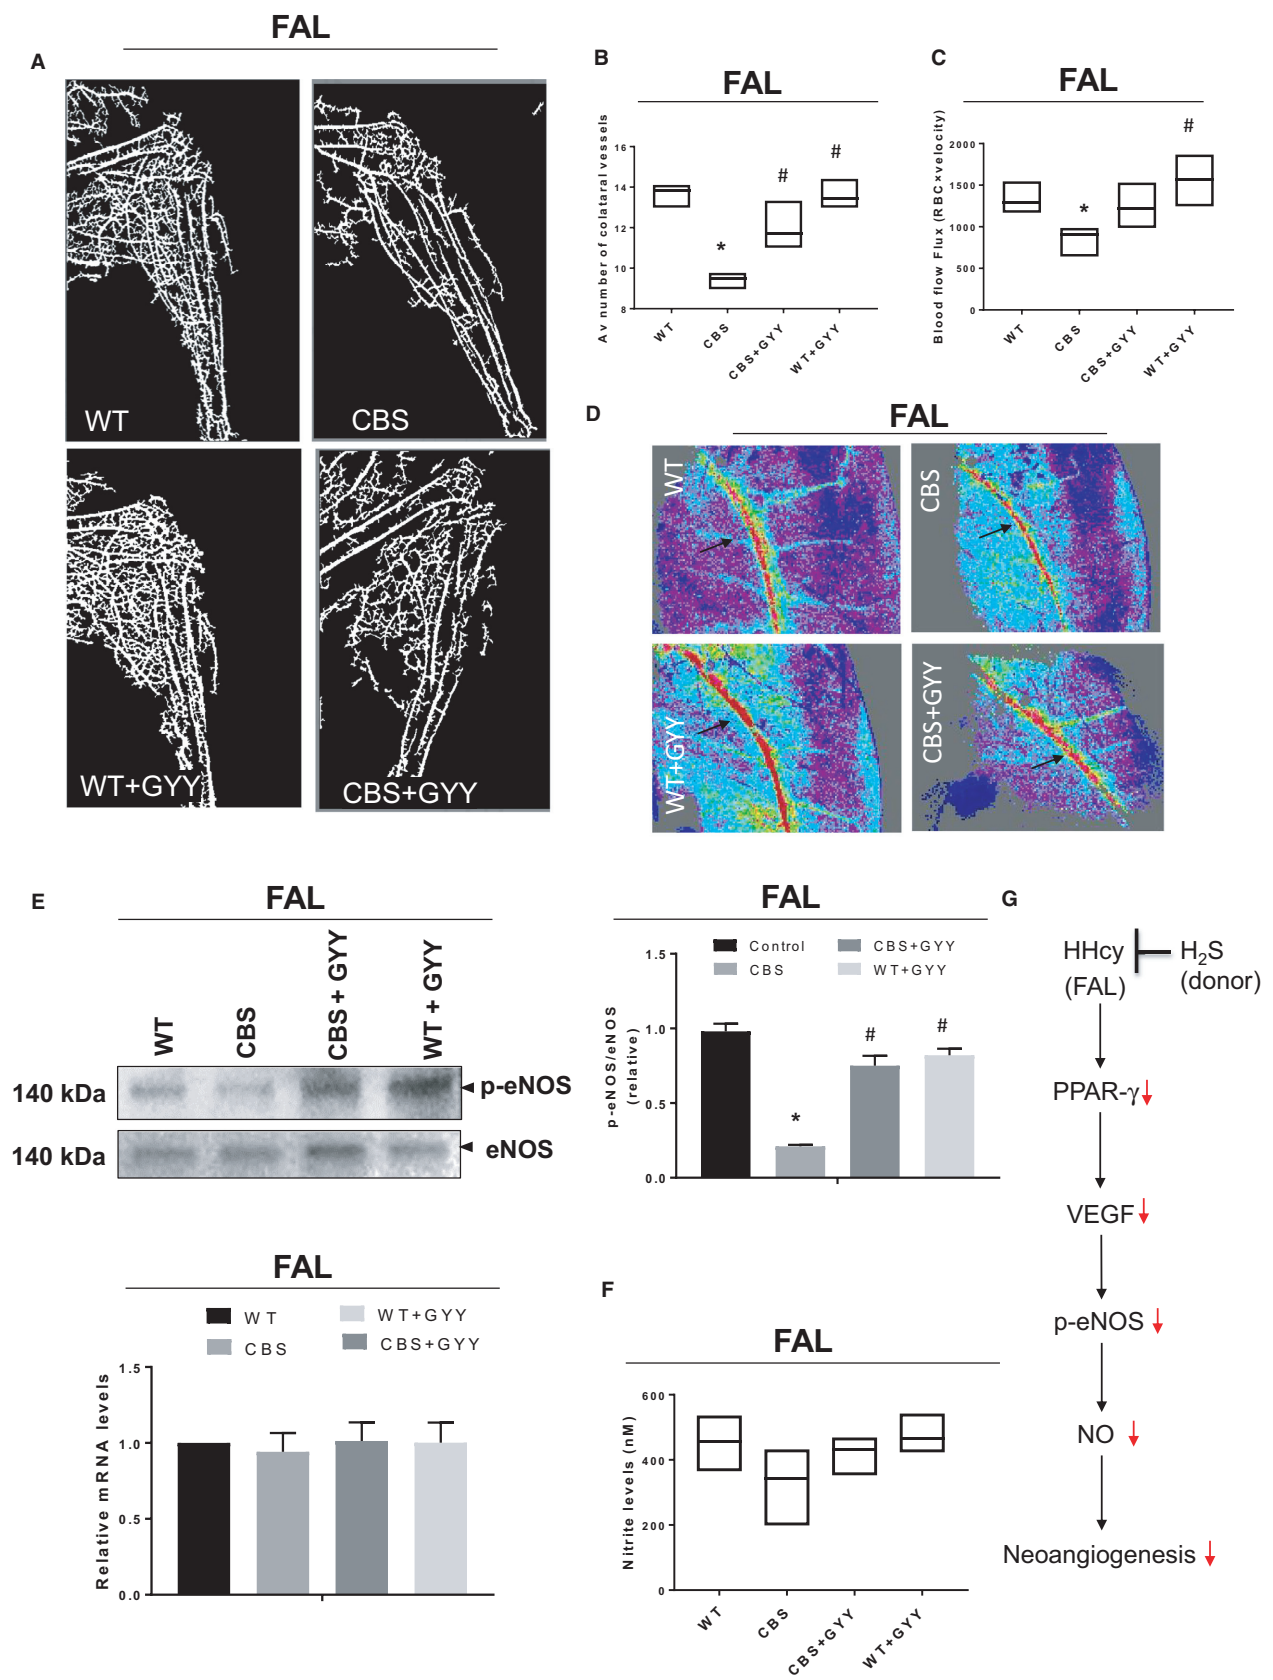 FAL
A
WT
CBS
WT+GYY
CBS+GYY
B
FAL
Av number of colataral vessels
16
14
12
10
8
*
#
#
WT
CBS
CBS+GYY
WT+GYY
C
FAL
Blood flow Flux (RBC×velocity)
2000
1500
1000
500
0
*
#
WT
CBS
CBS+GYY
WT+GYY
D
FAL
WT
CBS
WT+GYY
CBS+GYY
E
FAL
WT
CBS
CBS+ GYY
WT + GYY
140 kDa
p-eNOS
140 kDa
eNOS
FAL
Control
CBS
CBS+GYY
WT+GYY
p-eNOS/eNOS
(relative)
1.5
1.0
0.5
0.0
*
#
#
FAL
WT
CBS
WT+GYY
CBS+GYY
Relative mRNA levels
1.5
1.0
0.5
0.0
F
FAL
Nitrite levels (nM)
600
400
200
0
WT
CBS
CBS+GYY
WT+GYY
G
HHcy
(FAL)
H₂S
(donor)
PPAR-γ
VEGF
p-eNOS
NO
Neoangiogenesis